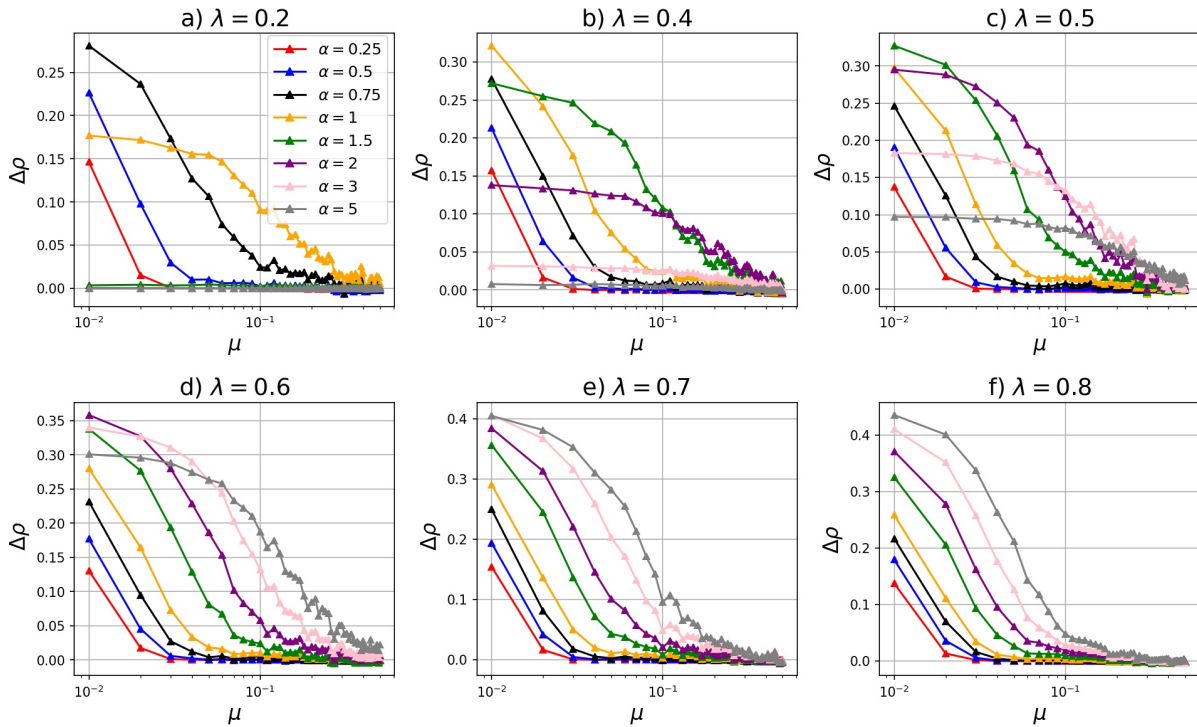 a) λ = 0.2
0.25
0.20
0.15
0.10
0.05
0.00
Δρ
10⁻²
10⁻¹
μ
α = 0.25
α = 0.5
α = 0.75
α = 1
α = 1.5
α = 2
α = 3
α = 5
b) λ = 0.4
0.30
0.25
0.20
0.15
0.10
0.05
0.00
Δρ
10⁻²
10⁻¹
μ
c) λ = 0.5
0.30
0.25
0.20
0.15
0.10
0.05
0.00
Δρ
10⁻²
10⁻¹
μ
d) λ = 0.6
0.35
0.30
0.25
0.20
0.15
0.10
0.05
0.00
Δρ
10⁻²
10⁻¹
μ
e) λ = 0.7
0.4
0.3
0.2
0.1
0.0
Δρ
10⁻²
10⁻¹
μ
f) λ = 0.8
0.4
0.3
0.2
0.1
0.0
Δρ
10⁻²
10⁻¹
μ